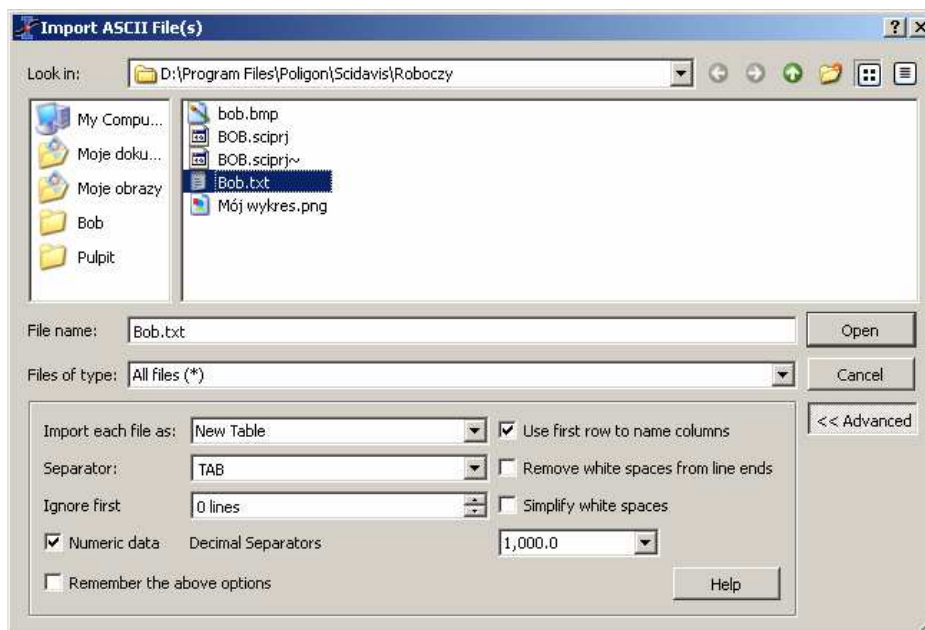 Import ASCII File(s)
Look in: D:\Program Files\Poligon\Scidavis\Roboczy
My Compu...
Moje doku...
Moje obrazy
Bob
Pulpit
bob.bmp
BOB.sciprj
BOB.sciprj~
Bob.txt
Mój wykres.png
File name: Bob.txt Open
Files of type: All files (*) Cancel
<< Advanced
Import each file as: New Table Use first row to name columns
Separator: TAB Remove white spaces from line ends
Ignore first 0 lines Simplify white spaces
Numeric data Decimal Separators 1,000.0
Remember the above options Help